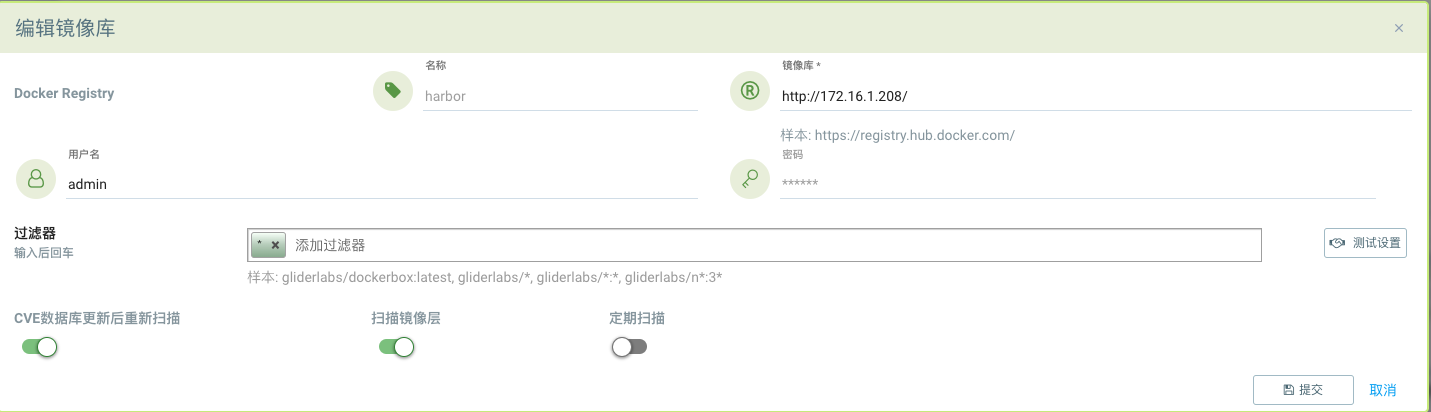 编辑镜像库
×
Docker Registry
名称
harbor
镜像库 *
http://172.16.1.208/
样本: https://registry.hub.docker.com/
用户名
admin
密码
******
过滤器
输入后回车
* × 添加过滤器
样本: gliderlabs/dockerbox:latest, gliderlabs/*, gliderlabs/*:*, gliderlabs/n*:3*
测试设置
CVE数据库更新后重新扫描
扫描镜像层
定期扫描
提交
取消